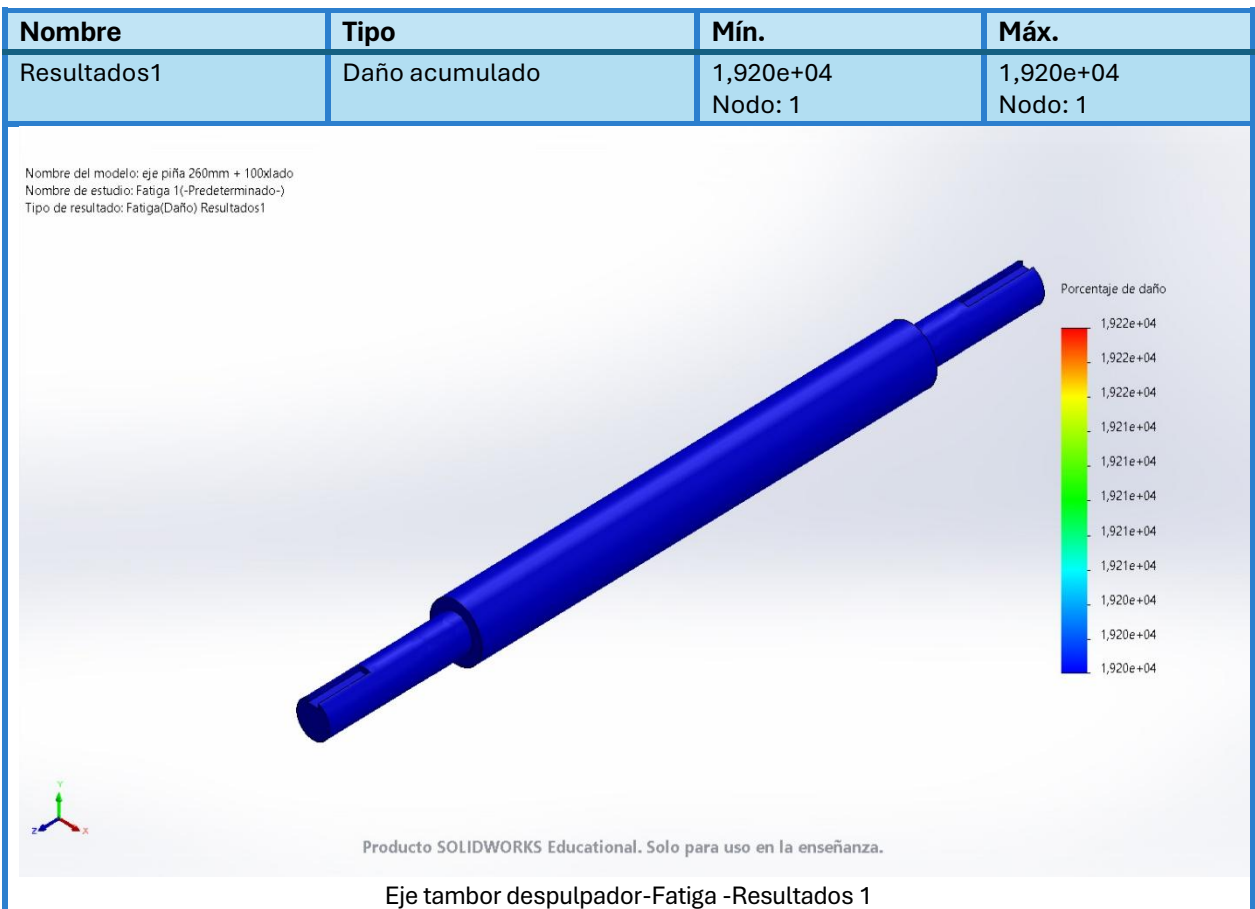 Nombre Tipo Mín. Máx.
Resultados1 Daño acumulado 1,920e+04 1,920e+04
Nodo: 1 Nodo: 1
Nombre del modelo: eje piña 260mm + 100xlado
Nombre de estudio: Fatiga 1(-Predeterminado-)
Tipo de resultado: Fatiga(Daño) Resultados1
Porcentaje de daño
1,922e+04
1,922e+04
1,922e+04
1,921e+04
1,921e+04
1,921e+04
1,921e+04
1,921e+04
1,920e+04
1,920e+04
1,920e+04
Y
Z X
Producto SOLIDWORKS Educational. Solo para uso en la enseñanza.
Eje tambor despulpador-Fatiga -Resultados 1